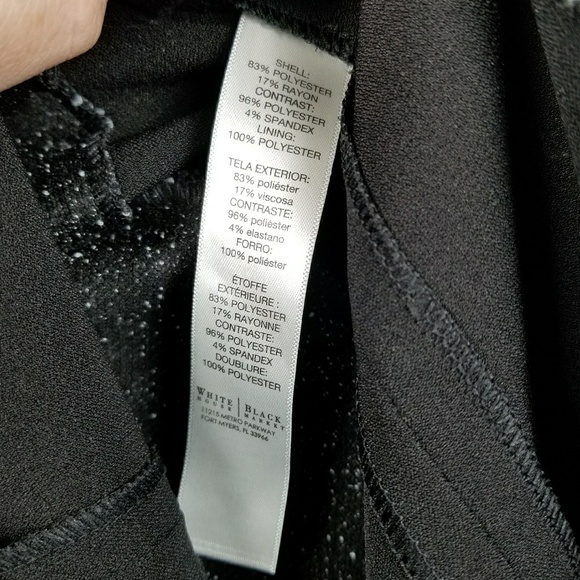 SHELL:
83% POLYESTER
17% RAYON
CONTRAST:
96% POLYESTER
4% SPANDEX
LINING:
100% POLYESTER
TELA EXTERIOR:
83% poliéster
17% viscosa
CONTRASTE:
96% poliéster
4% elastano
FORRO:
100% poliéster
ÉTOFFE
EXTÉRIEURE :
83% POLYESTER
17% RAYONNE
CONTRASTE:
96% POLYESTER
4% SPANDEX
DOUBLURE:
100% POLYESTER
WHITE | BLACK
HOUSE | MARKET
11215 METRO PARKWAY
FORT MYERS, FL 33966